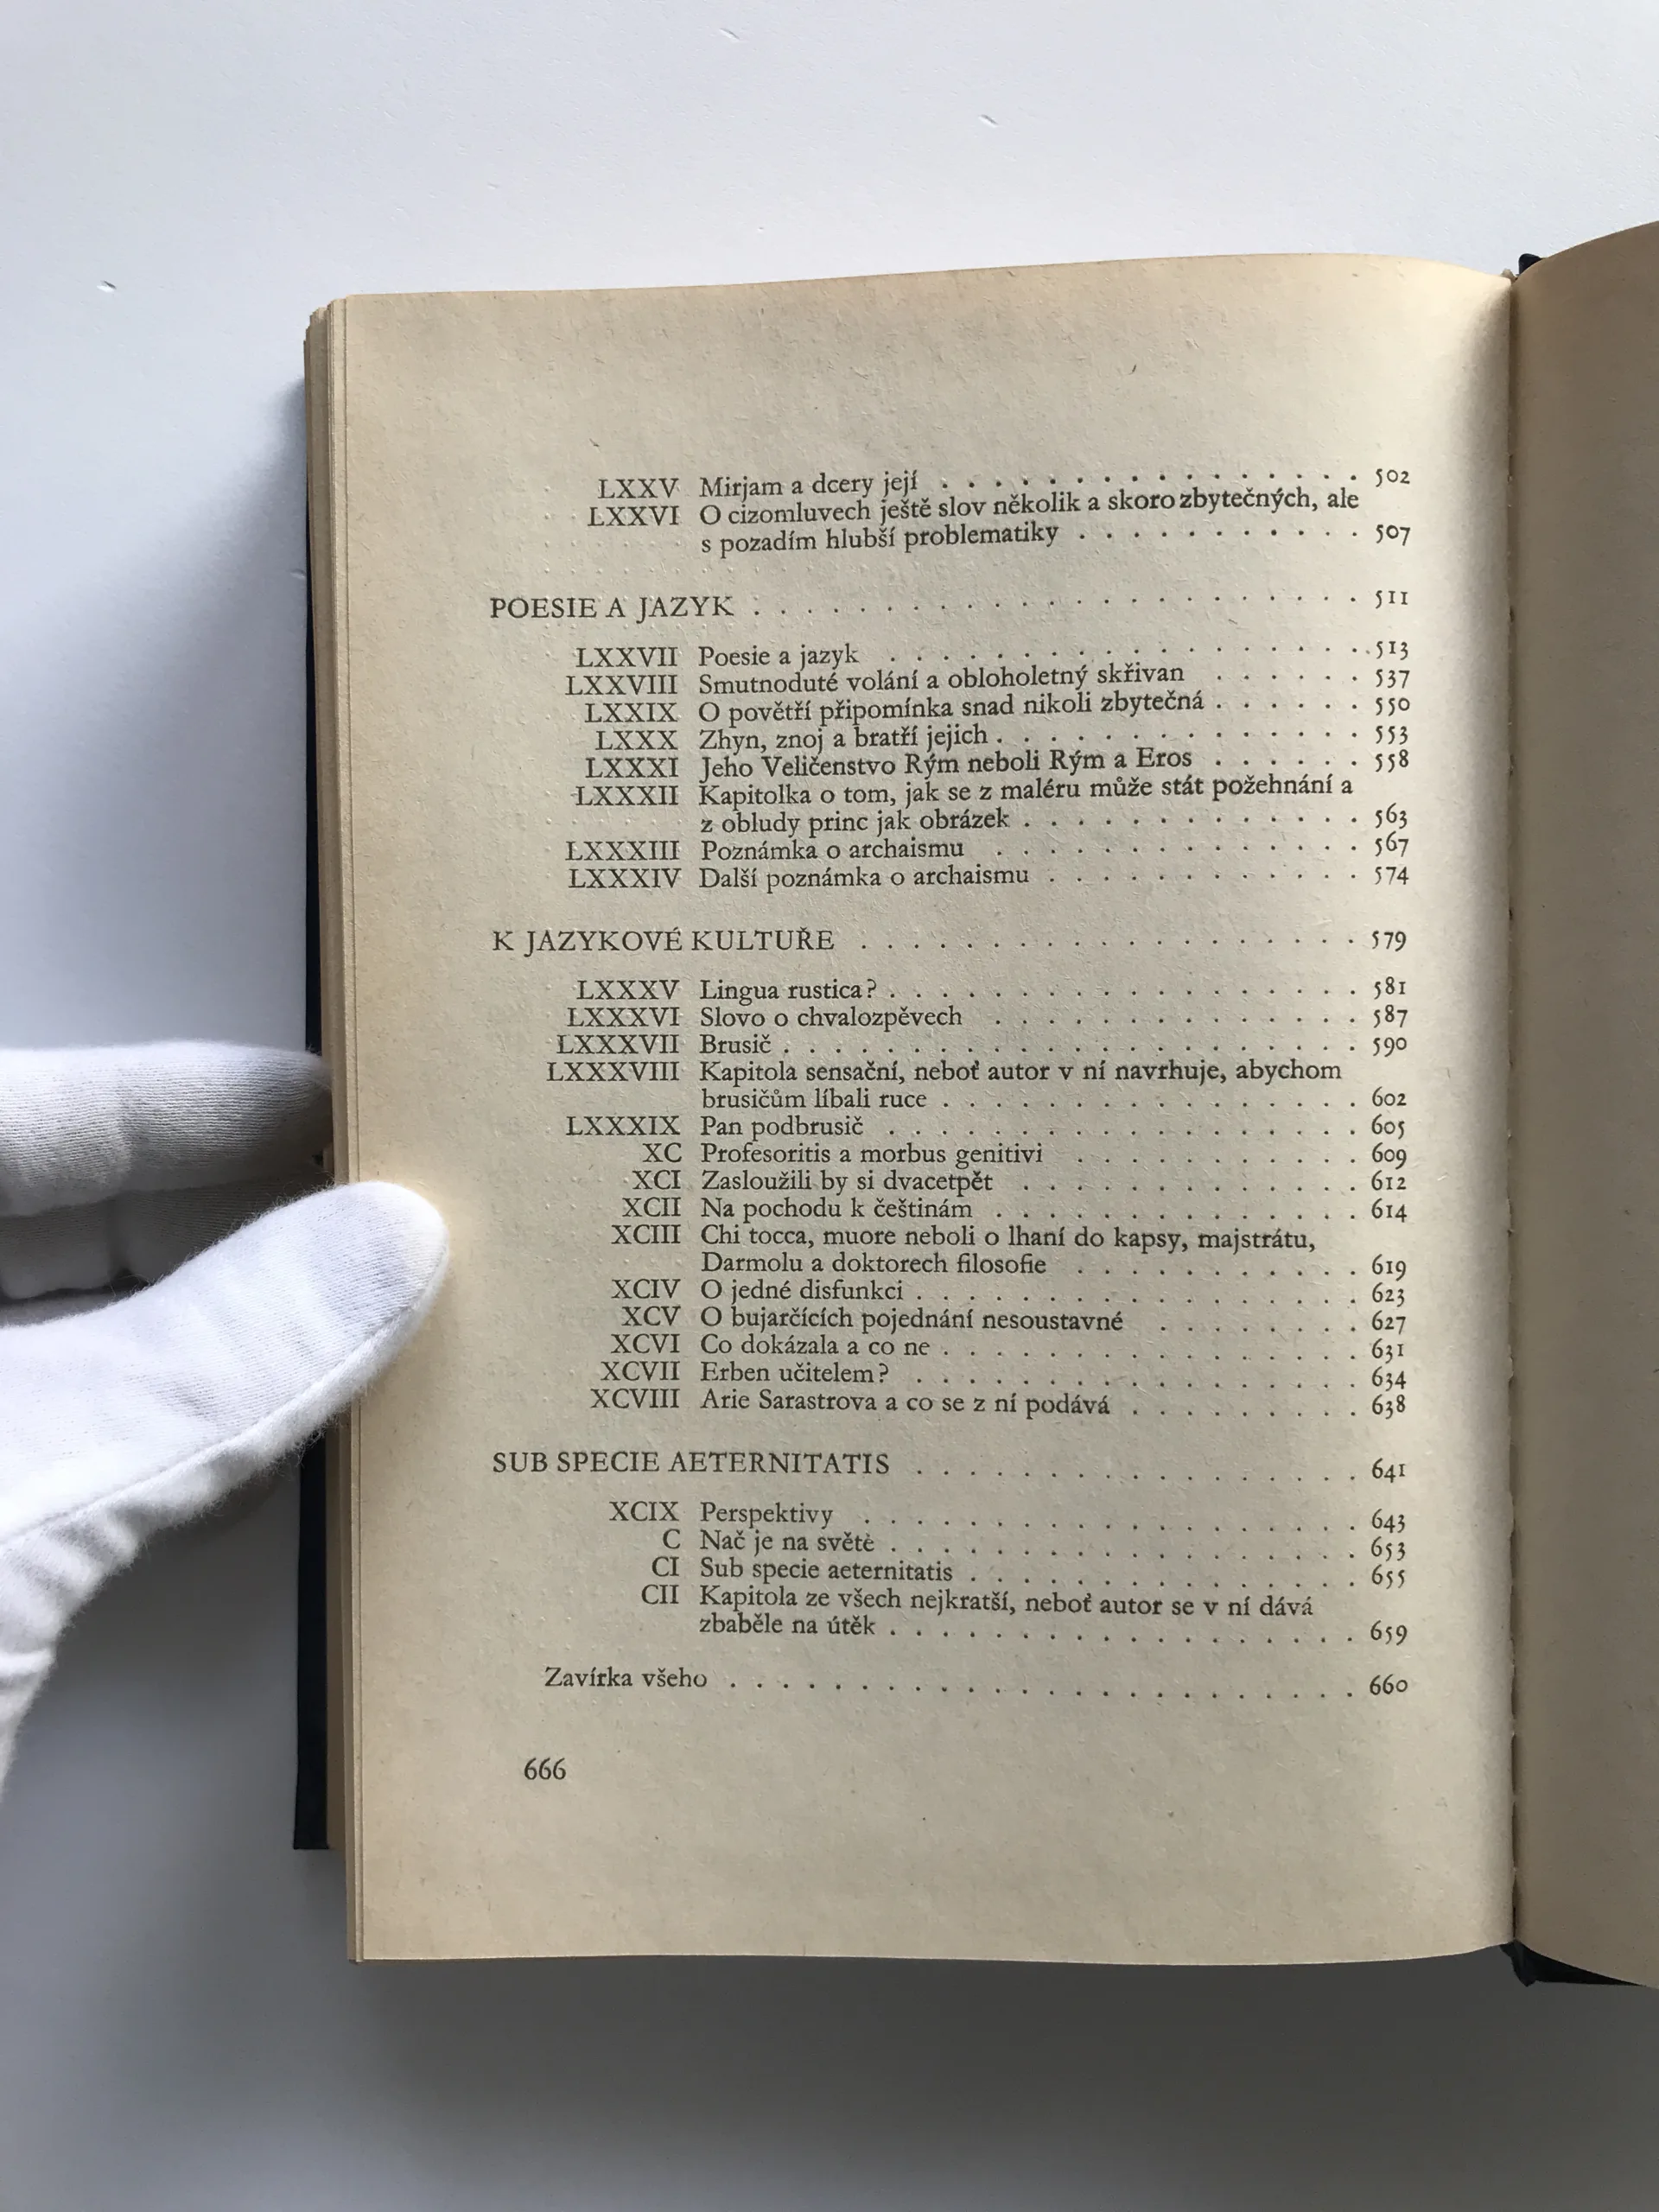 LXXV Mirjam a dcery její . . . . . . . . . . . . . . . . 502
LXXVI O cizomluvech ještě slov několik a skoro zbytečných, ale
s pozadím hlubší problematiky . . . . . . . . . . . 507
POESIE A JAZYK . . . . . . . . . . . . . . . . . . . . . . . 511
LXXVII Poesie a jazyk . . . . . . . . . . . . . . . . . . 513
LXXVIII Smutnoduté volání a obloholetný skřivan . . . . . . 537
LXXIX O povětří připomínka snad nikoli zbytečná . . . . . . 550
LXXX Zhyn, znoj a bratří jejich . . . . . . . . . . . . . . 553
LXXXI Jeho Veličenstvo Rým neboli Rým a Eros . . . . . . 558
LXXXII Kapitolka o tom, jak se z maléru může stát požehnání a
z obludy princ jak obrázek . . . . . . . . . . . . . 563
LXXXIII Poznámka o archaismu . . . . . . . . . . . . . . 567
LXXXIV Další poznámka o archaismu . . . . . . . . . . . . 574
K JAZYKOVÉ KULTUŘE . . . . . . . . . . . . . . . . . . . 579
LXXXV Lingua rustica? . . . . . . . . . . . . . . . . . . 581
LXXXVI Slovo o chvalozpěvech . . . . . . . . . . . . . . 587
LXXXVII Brusič . . . . . . . . . . . . . . . . . . . . . . 590
LXXXVIII Kapitola sensační, neboť autor v ní navrhuje, abychom
brusičům líbali ruce . . . . . . . . . . . . . . . . 602
LXXXIX Pan podbrusič . . . . . . . . . . . . . . . . . . 605
XC Profesoritis a morbus genitivi . . . . . . . . . . . 609
XCI Zasloužili by si dvacetpět . . . . . . . . . . . . . 612
XCII Na pochodu k češtinám . . . . . . . . . . . . . . 614
XCIII Chi tocca, muore neboli o lhaní do kapsy, majstrátu,
Darmolu a doktorech filosofie . . . . . . . . . . . 619
XCIV O jedné disfunkci . . . . . . . . . . . . . . . . . 623
XCV O bujarčících pojednání nesoustavné . . . . . . . . 627
XCVI Co dokázala a co ne . . . . . . . . . . . . . . . . 631
XCVII Erben učitelem? . . . . . . . . . . . . . . . . . 634
XCVIII Arie Sarastrova a co se z ní podává . . . . . . . . . 638
SUB SPECIE AETERNITATIS . . . . . . . . . . . . . . . . . 641
XCIX Perspektivy . . . . . . . . . . . . . . . . . . . 643
C Nač je na světě . . . . . . . . . . . . . . . . . . 653
CI Sub specie aeternitatis . . . . . . . . . . . . . . . 655
CII Kapitola ze všech nejkratší, neboť autor se v ní dává
zbaběle na útěk . . . . . . . . . . . . . . . . . . 659
Zavírka všeho . . . . . . . . . . . . . . . . . . . . . . . . 660
666